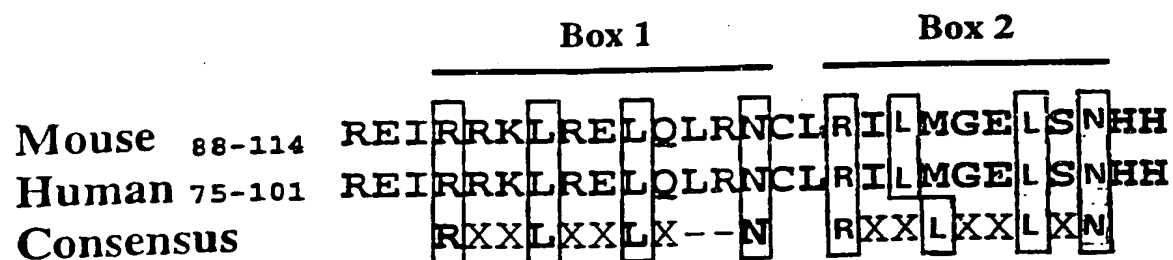 Box 1 Box 2
Mouse 88-114 REIRRKLRELQLRNCLRILMGELSNHH
Human 75-101 REIRRKLRELQLRNCLRILMGELSNHH
Consensus RXXLXXLX--N RXXLXXLXN